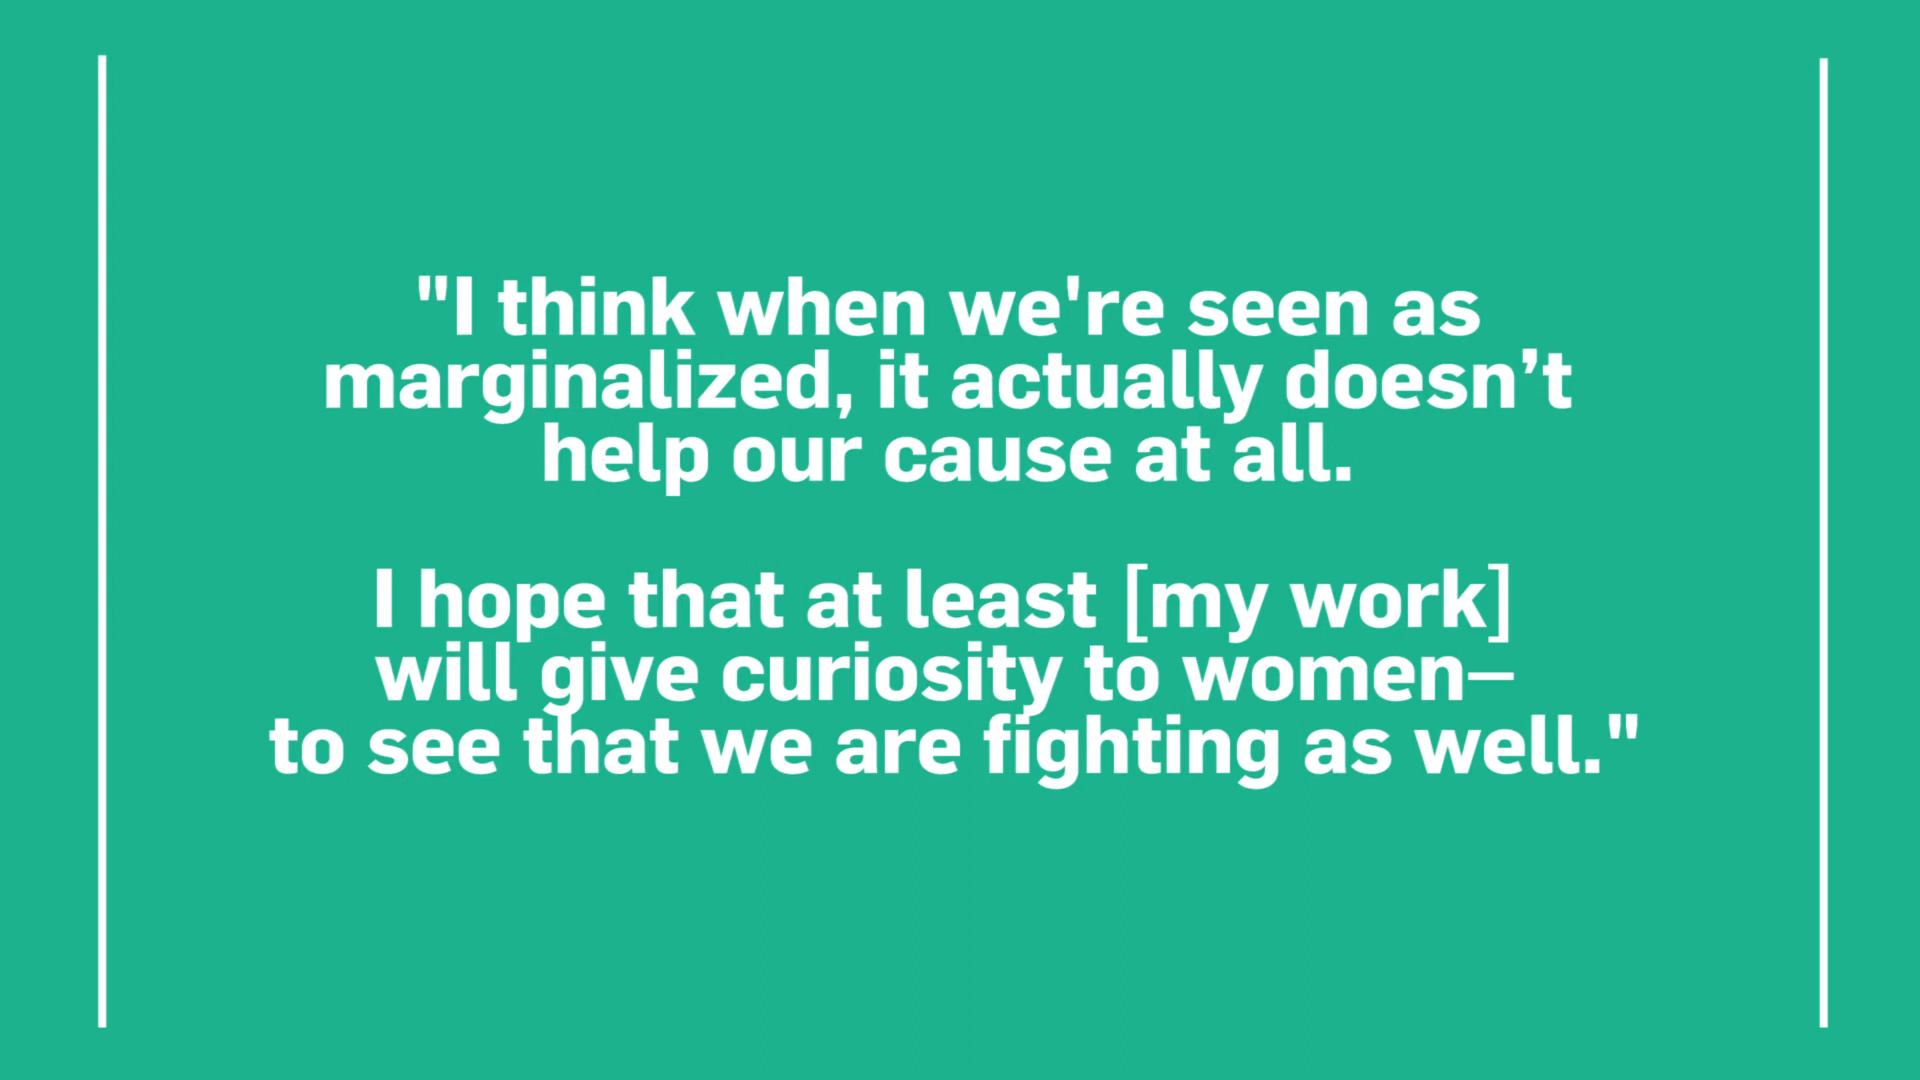 "I think when we're seen as
marginalized, it actually doesn’t
help our cause at all.
I hope that at least [my work]
will give curiosity to women–
to see that we are fighting as well."